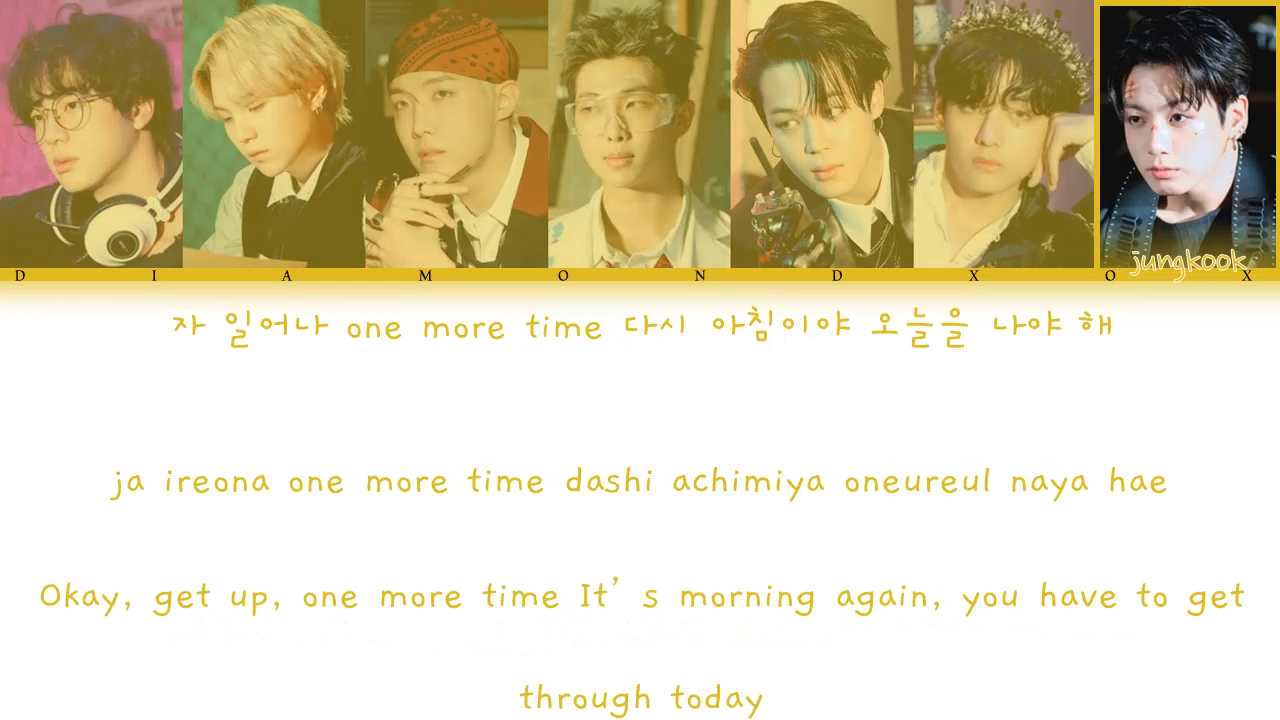 jungkook
D I A M O N D X O X
자 일어나 one more time 다시 아침이야 오늘을 나야 해
ja ireona one more time dashi achimiya oneureul naya hae
Okay, get up, one more time It's morning again, you have to get
through today